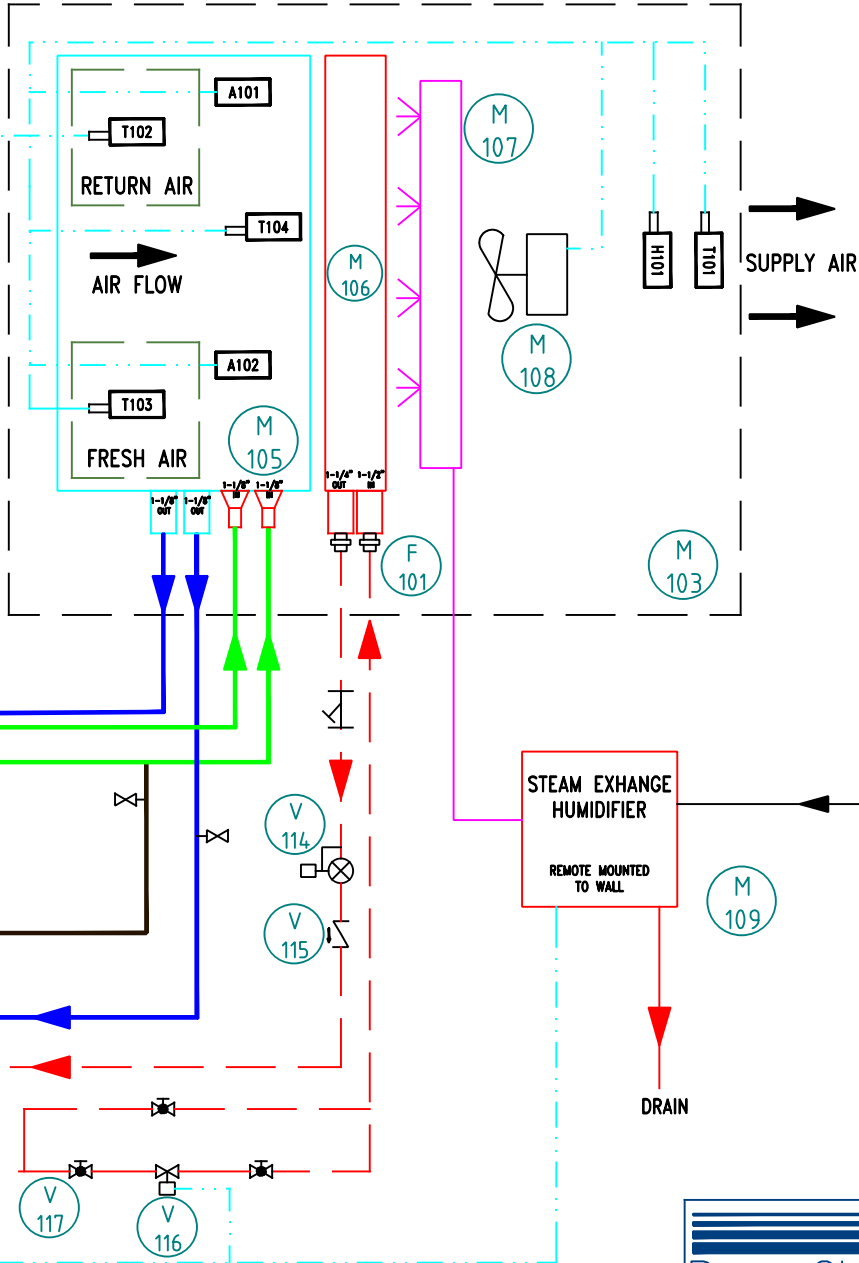 A101
T102
RETURN AIR
M
107
T104
AIR FLOW
M
106
H101
T101
SUPPLY AIR
M
108
A102
T103
FRESH AIR
M
105
1-1/8"
OUT
1-1/8"
OUT
1-1/8"
IN
1-1/8"
IN
1-1/4"
OUT
1-1/2"
IN
F
101
M
103
STEAM EXHANGE
HUMIDIFIER
REMOTE MOUNTED
TO WALL
V
114
M
109
V
115
DRAIN
V
117
V
116